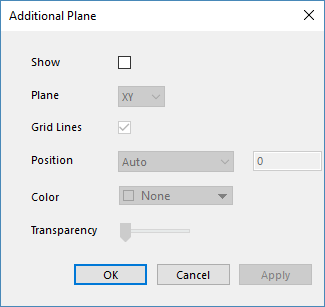 Additional Plane
Show
Plane XY
Grid Lines
Position Auto 0
Color None
Transparency
OK Cancel Apply